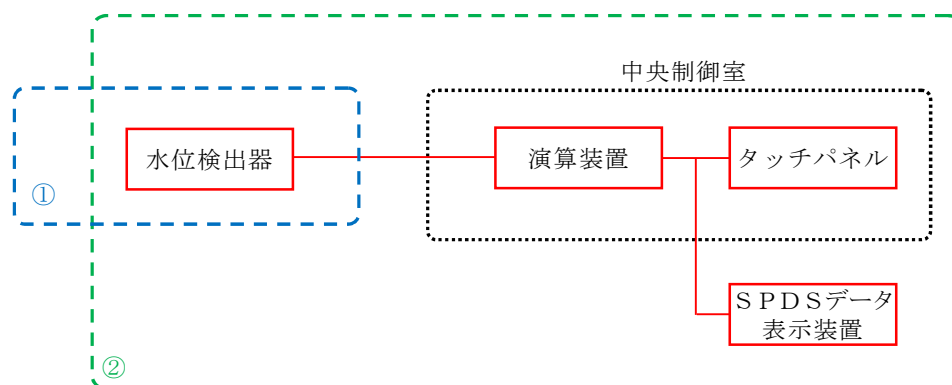 中央制御室
水位検出器
演算装置
タッチパネル
①
ＳＰＤＳデータ
表示装置
②